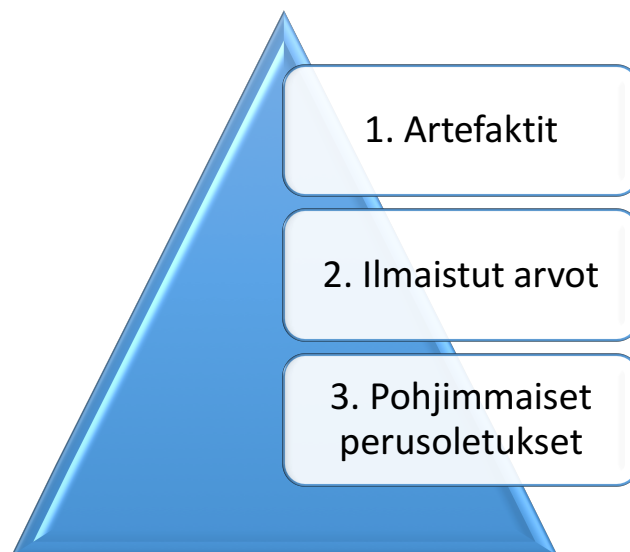 1. Artefaktit
2. Ilmaistut arvot
3. Pohjimmaiset
perusoletukset